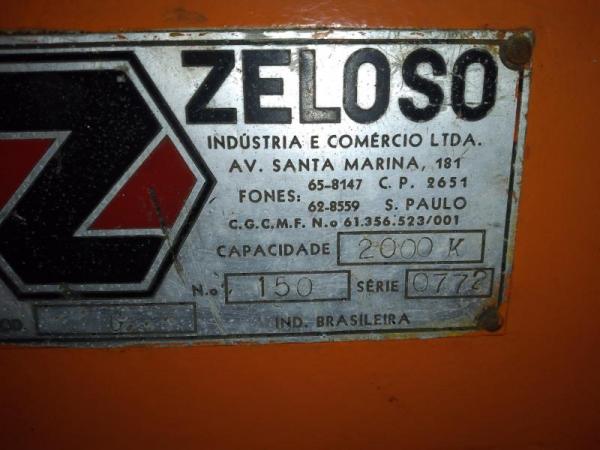 ZELOSO
INDÚSTRIA E COMÉRCIO LTDA.
AV. SANTA MARINA, 181
FONES: 65-8147 C. P. 2651
62-8559 S. PAULO
C.G.C.M.F. N.o 61.356.523/001
CAPACIDADE 2000 K
N.o 150 SÉRIE 0772
IND. BRASILEIRA